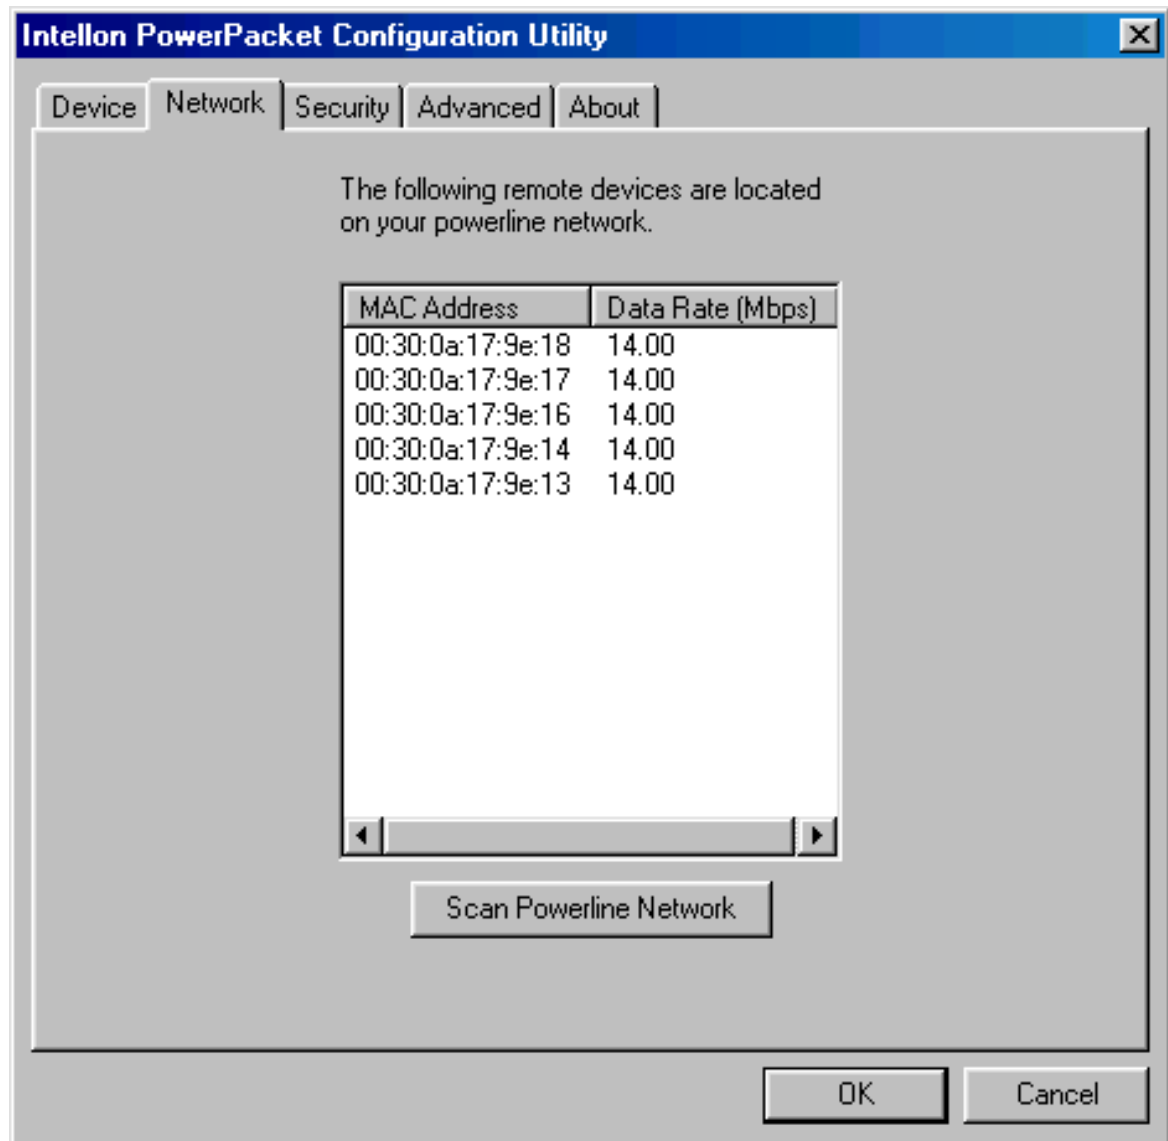 Intellon PowerPacket Configuration Utility
Device Network Security Advanced About
The following remote devices are located
on your powerline network.
MAC Address Data Rate (Mbps)
00:30:0a:17:9e:18 14.00
00:30:0a:17:9e:17 14.00
00:30:0a:17:9e:16 14.00
00:30:0a:17:9e:14 14.00
00:30:0a:17:9e:13 14.00
Scan Powerline Network
OK Cancel